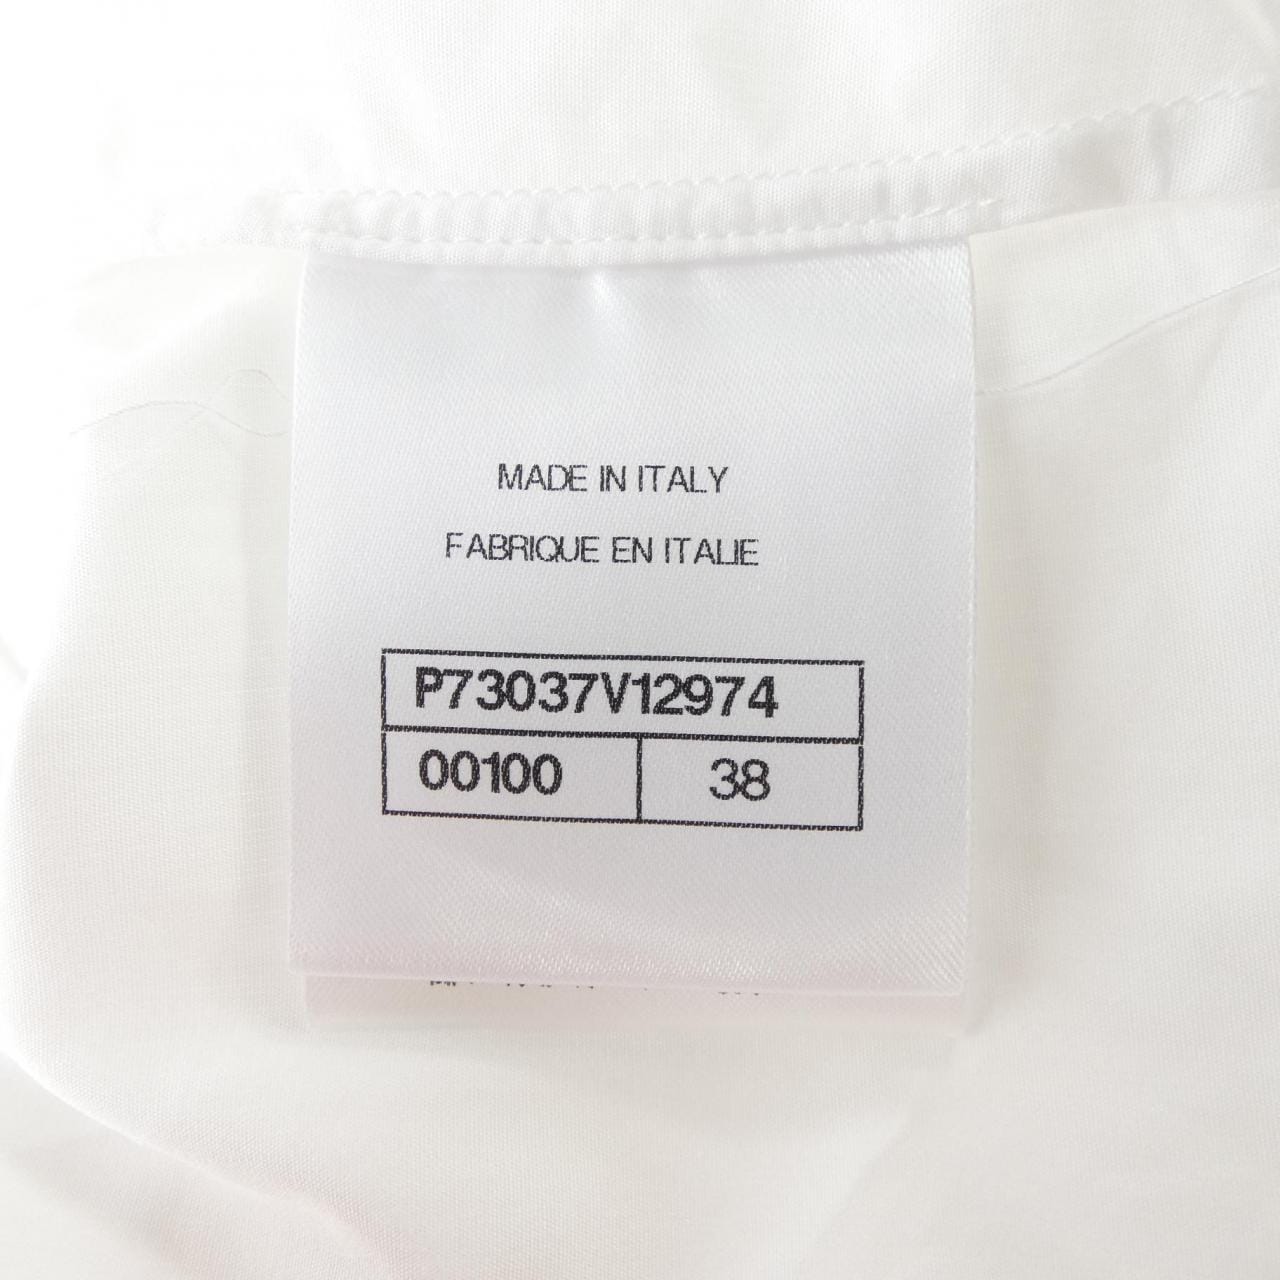 MADE IN ITALY
FABRIQUE EN ITALIE
P73037V12974
00100 38